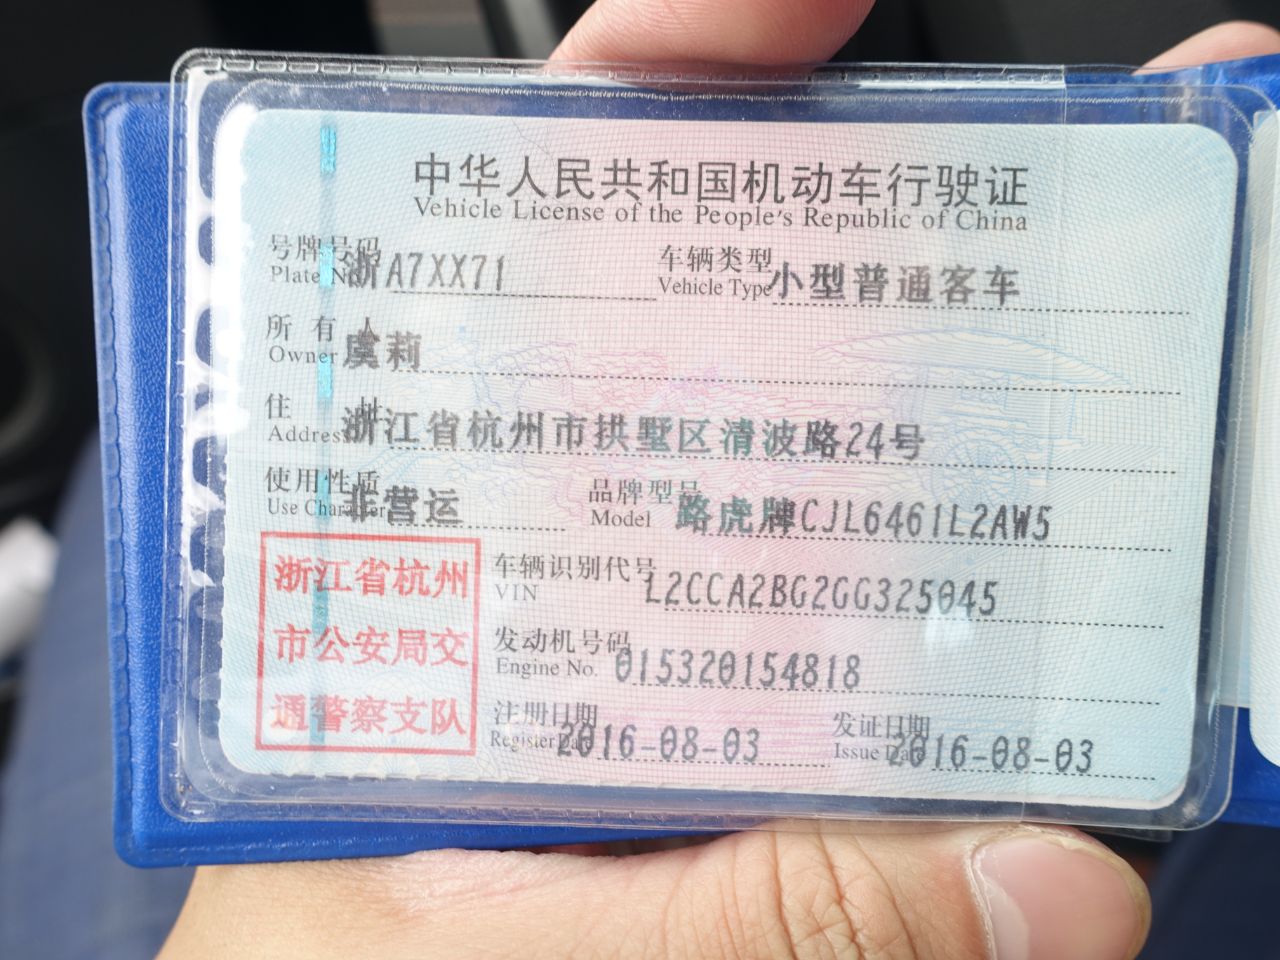 中华人民共和国机动车行驶证
Vehicle License of the People's Republic of China
号牌号码 浙A7XX71 车辆类型 小型普通客车
Plate No. Vehicle Type
所有人 虞莉
Owner
住址 浙江省杭州市拱墅区清波路24号
Address
使用性质 非营运 品牌型号 路虎牌CJL6461L2AW5
Use Character Model
浙江省杭州
市公安局交
通警察支队
车辆识别代号 L2CCA2BG2GG325045
VIN
发动机号码 015320154818
Engine No.
注册日期 2016-08-03 发证日期 2016-08-03
Register Date Issue Date